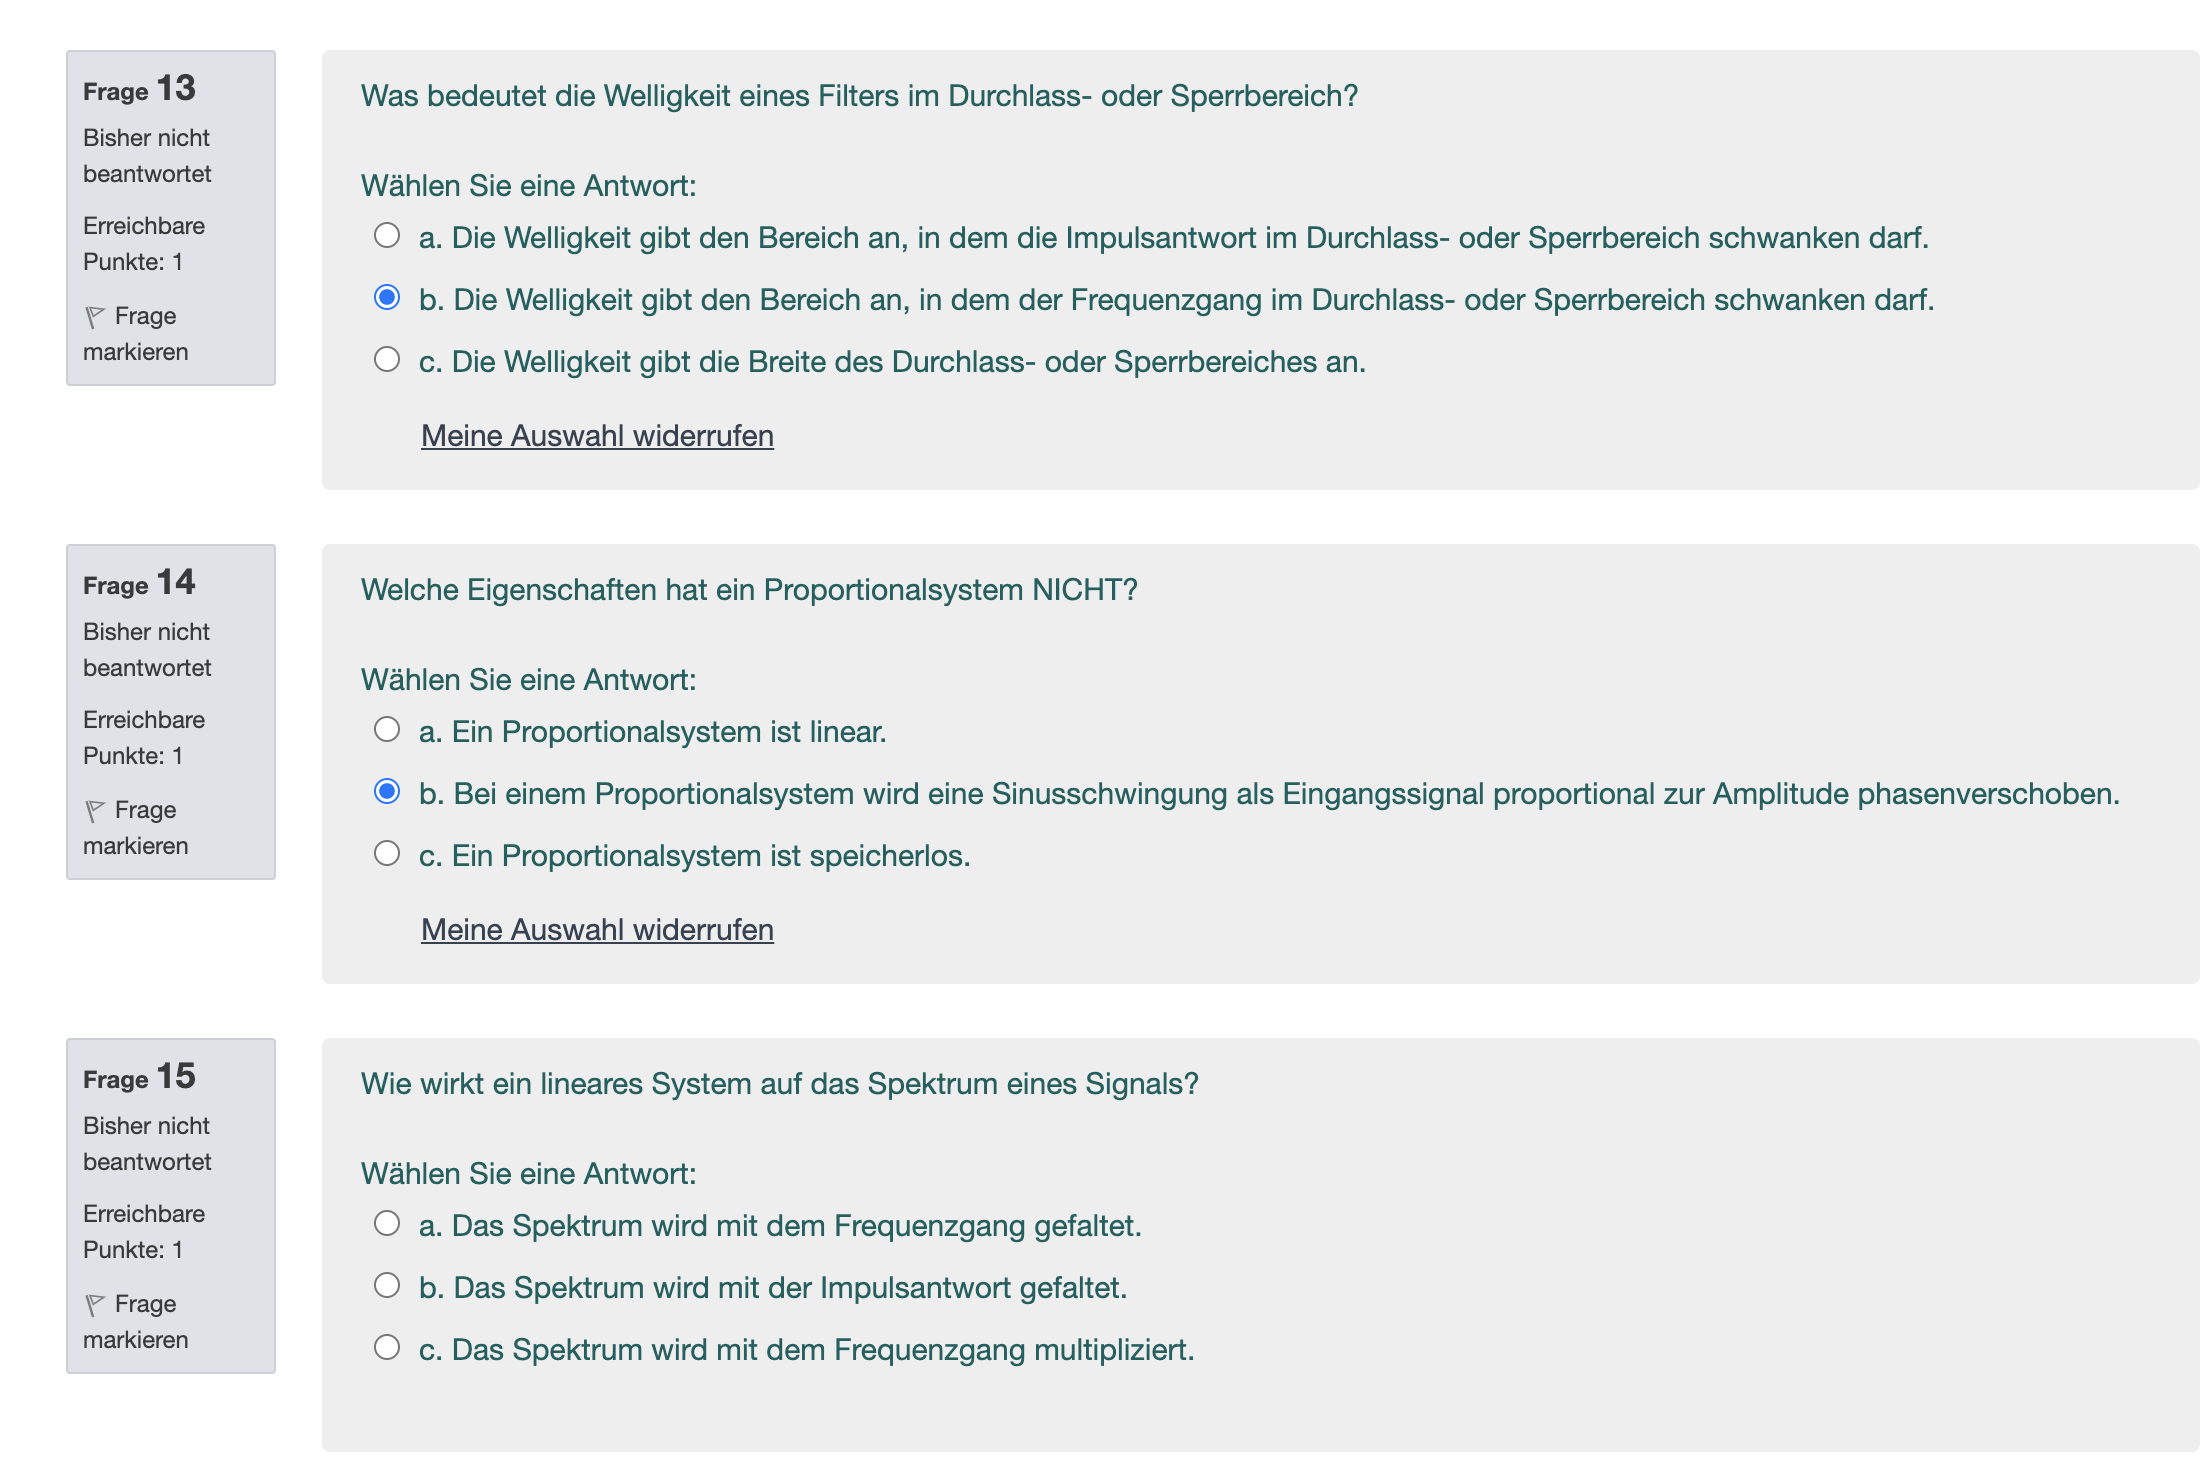 Frage 13
Bisher nicht
beantwortet
Erreichbare
Punkte: 1
Frage
markieren
Was bedeutet die Welligkeit eines Filters im Durchlass- oder Sperrbereich?
Wählen Sie eine Antwort:
a. Die Welligkeit gibt den Bereich an, in dem die Impulsantwort im Durchlass- oder Sperrbereich schwanken darf.
b. Die Welligkeit gibt den Bereich an, in dem der Frequenzgang im Durchlass- oder Sperrbereich schwanken darf.
c. Die Welligkeit gibt die Breite des Durchlass- oder Sperrbereiches an.
Meine Auswahl widerrufen
Frage 14
Bisher nicht
beantwortet
Erreichbare
Punkte: 1
Frage
markieren
Welche Eigenschaften hat ein Proportionalsystem NICHT?
Wählen Sie eine Antwort:
a. Ein Proportionalsystem ist linear.
b. Bei einem Proportionalsystem wird eine Sinusschwingung als Eingangssignal proportional zur Amplitude phasenverschoben.
c. Ein Proportionalsystem ist speicherlos.
Meine Auswahl widerrufen
Frage 15
Bisher nicht
beantwortet
Erreichbare
Punkte: 1
Frage
markieren
Wie wirkt ein lineares System auf das Spektrum eines Signals?
Wählen Sie eine Antwort:
a. Das Spektrum wird mit dem Frequenzgang gefaltet.
b. Das Spektrum wird mit der Impulsantwort gefaltet.
c. Das Spektrum wird mit dem Frequenzgang multipliziert.